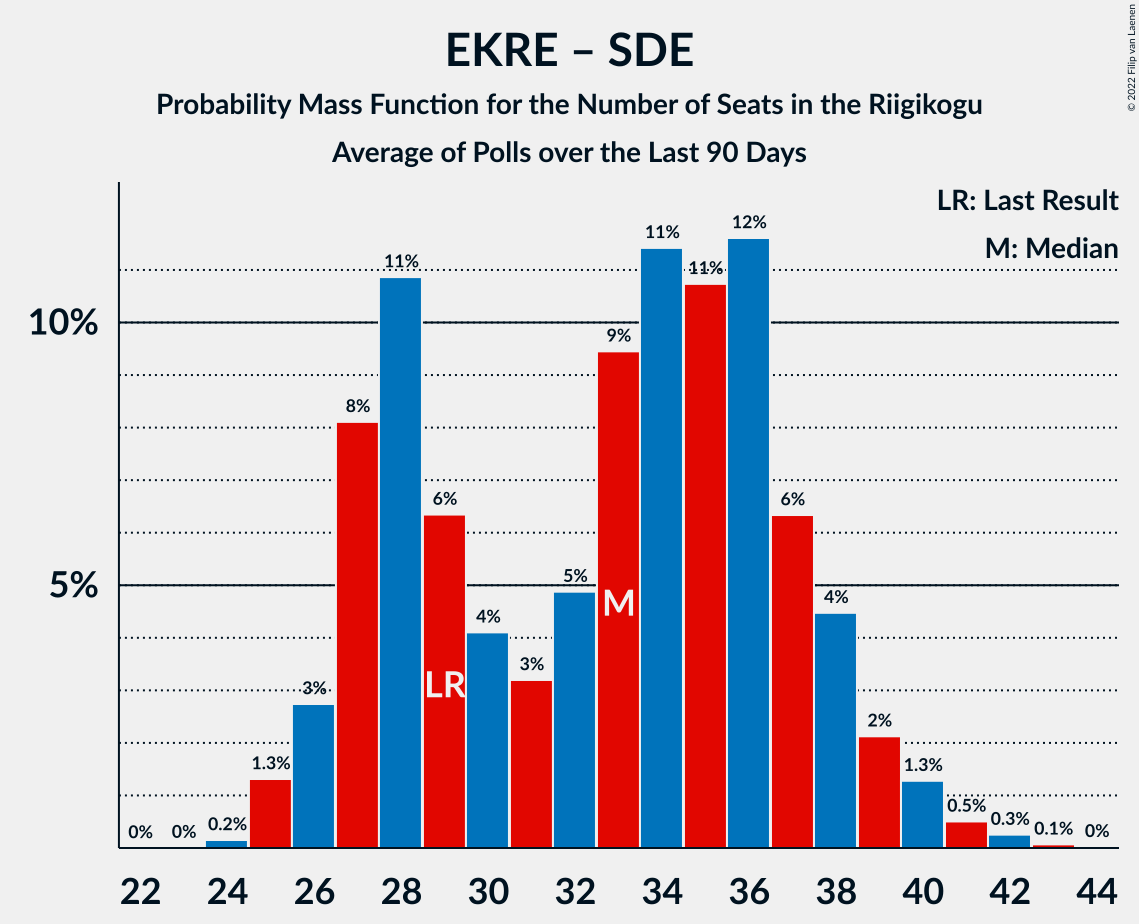 EKRE – SDE
Probability Mass Function for the Number of Seats in the Riigikogu
Average of Polls over the Last 90 Days
© 2022 Filip van Laenen
LR: Last Result
M: Median
10%
5%
0% 0% 0.2% 1.3% 3% 8% 11% 6% 4% 3% 5% 9% 11% 11% 12% 6% 4% 2% 1.3% 0.5% 0.3% 0.1% 0%
LR M
22 24 26 28 30 32 34 36 38 40 42 44